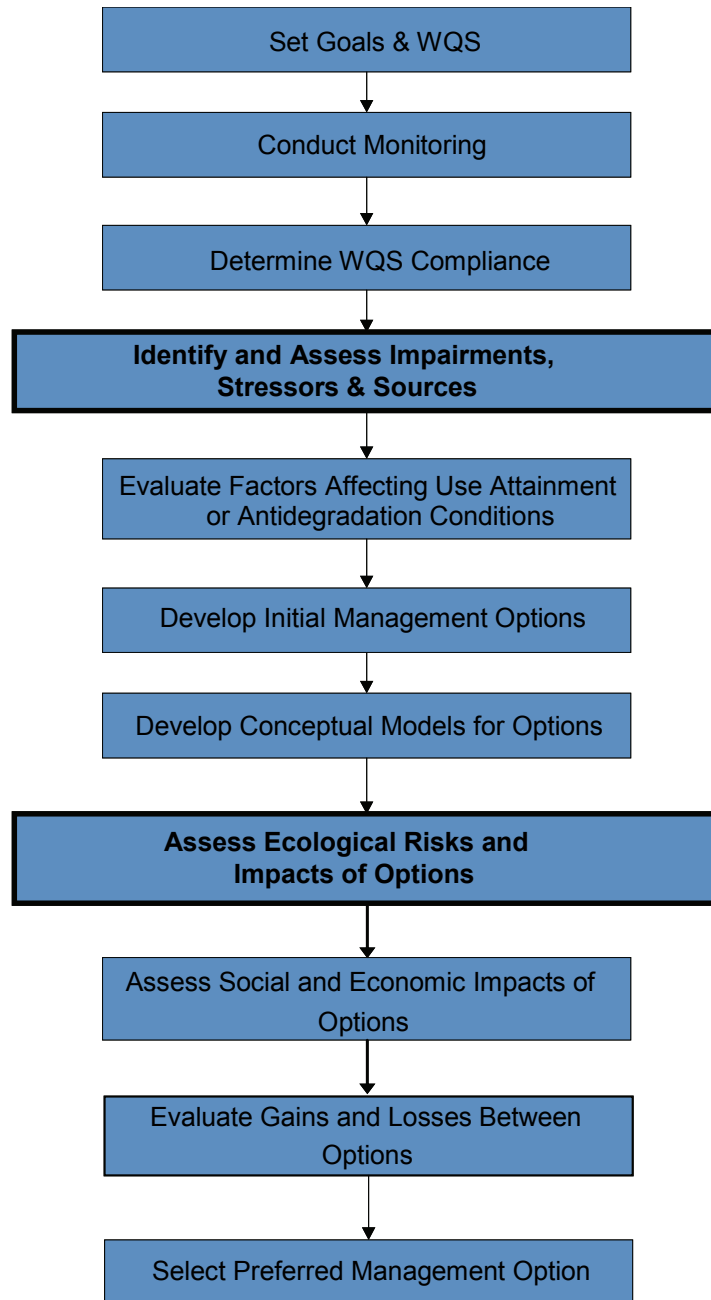 Set Goals & WQS
Conduct Monitoring
Determine WQS Compliance
Identify and Assess Impairments,
Stressors & Sources
Evaluate Factors Affecting Use Attainment
or Antidegradation Conditions
Develop Initial Management Options
Develop Conceptual Models for Options
Assess Ecological Risks and
Impacts of Options
Assess Social and Economic Impacts of
Options
Evaluate Gains and Losses Between
Options
Select Preferred Management Option